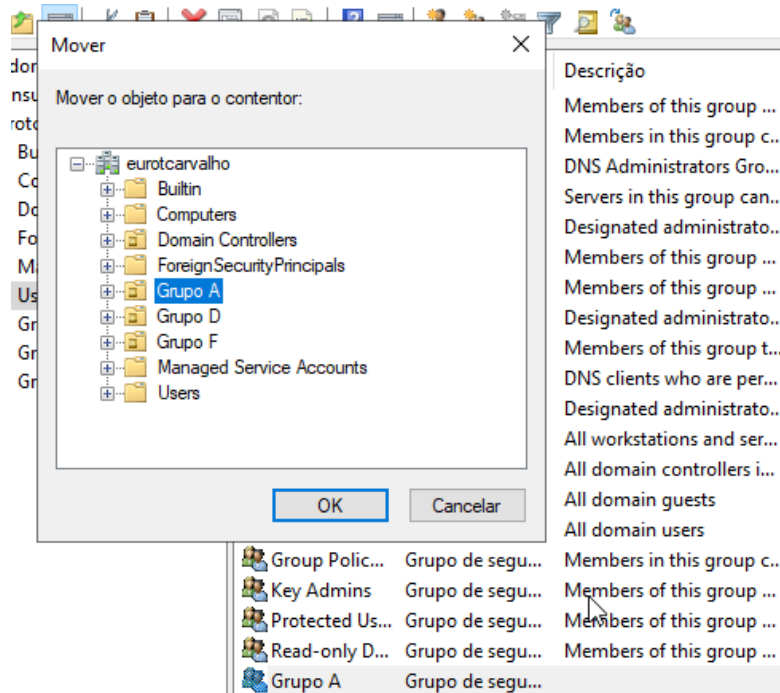 Mover
Mover o objeto para o contentor:
eurotcarvalho
Builtin
Computers
Domain Controllers
ForeignSecurityPrincipals
Grupo A
Grupo D
Grupo F
Managed Service Accounts
Users
OK Cancelar
Descrição
Members of this group ...
Members in this group c...
DNS Administrators Gro...
Servers in this group can...
Designated administrato...
Members of this group ...
Members of this group ...
Designated administrato...
Members of this group t...
DNS clients who are per...
Designated administrato...
All workstations and ser...
All domain controllers i...
All domain guests
All domain users
Group Polic... Grupo de segu... Members in this group c...
Key Admins Grupo de segu... Members of this group ...
Protected Us... Grupo de segu... Members of this group ...
Read-only D... Grupo de segu... Members of this group ...
Grupo A Grupo de segu...